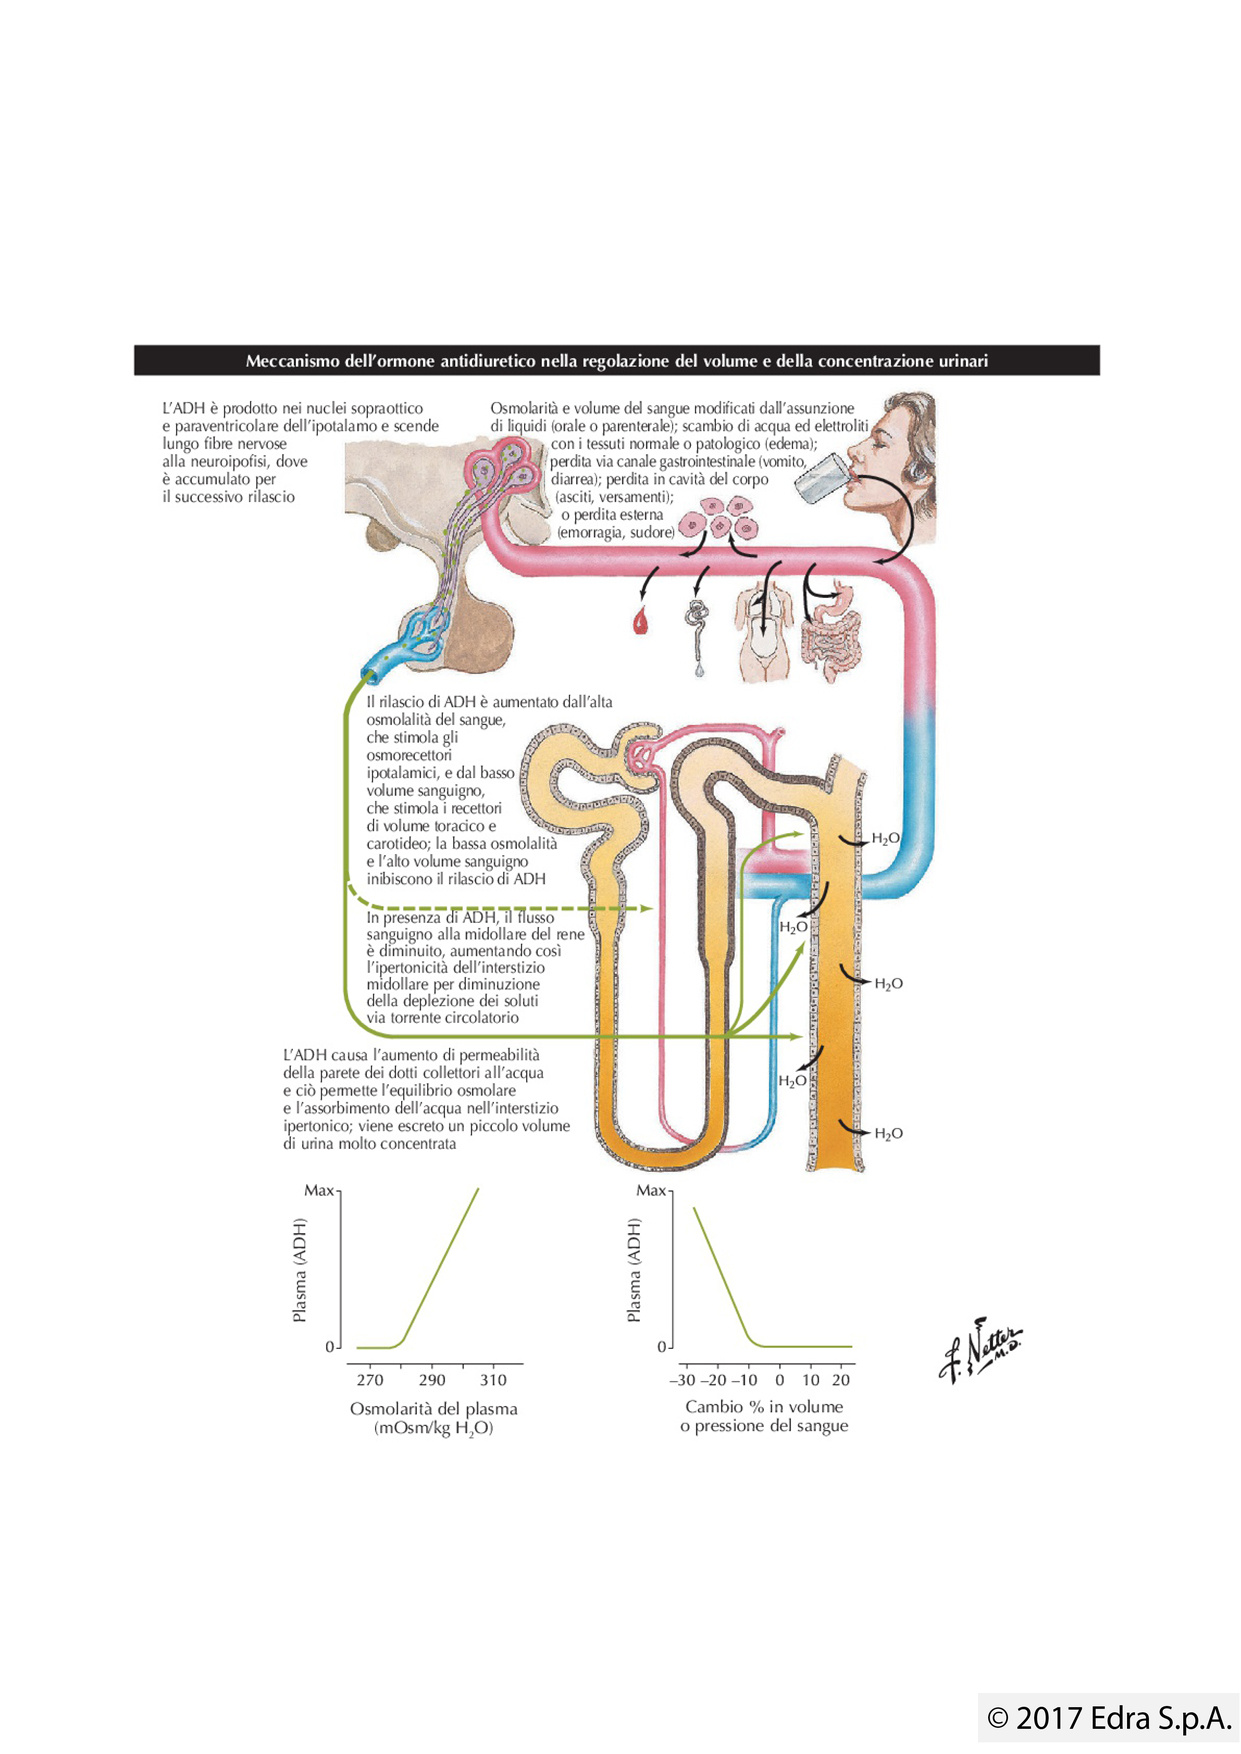 Meccanismo dell'ormone antidiuretico nella regolazione del volume e della concentrazione urinari
L'ADH è prodotto nei nuclei sopraottico
e paraventricolare dell'ipotalamo e scende
lungo fibre nervose
alla neuroipofisi, dove
è accumulato per
il successivo rilascio
Osmolarità e volume del sangue modificati dall'assunzione
di liquidi (orale o parenterale); scambio di acqua ed elettroliti
con i tessuti normale o patologico (edema);
perdita via canale gastrointestinale (vomito,
diarrea); perdita in cavità del corpo
(asciti, versamenti);
o perdita esterna
(emorragia, sudore)
Il rilascio di ADH è aumentato dall'alta
osmolalità del sangue,
che stimola gli
osmorecettori
ipotalamici, e dal basso
volume sanguigno,
che stimola i recettori
di volume toracico e
carotideo; la bassa osmolalità
e l'alto volume sanguigno
inibiscono il rilascio di ADH
In presenza di ADH, il flusso
sanguigno alla midollare del rene
è diminuito, aumentando così
l'ipertonicità dell'interstizio
midollare per diminuzione
della deplezione dei soluti
via torrente circolatorio
L'ADH causa l'aumento di permeabilità
della parete dei dotti collettori all'acqua
e ciò permette l'equilibrio osmolare
e l'assorbimento dell'acqua nell'interstizio
ipertonico; viene escreto un piccolo volume
di urina molto concentrata
H₂O
H₂O
H₂O
H₂O
H₂O
Max
Plasma (ADH)
0
270 290 310
Osmolarità del plasma
(mOsm/kg H₂O)
Max
Plasma (ADH)
0
–30 –20 –10 0 10 20
Cambio % in volume
o pressione del sangue
F. Netter
M.D.
© 2017 Edra S.p.A.